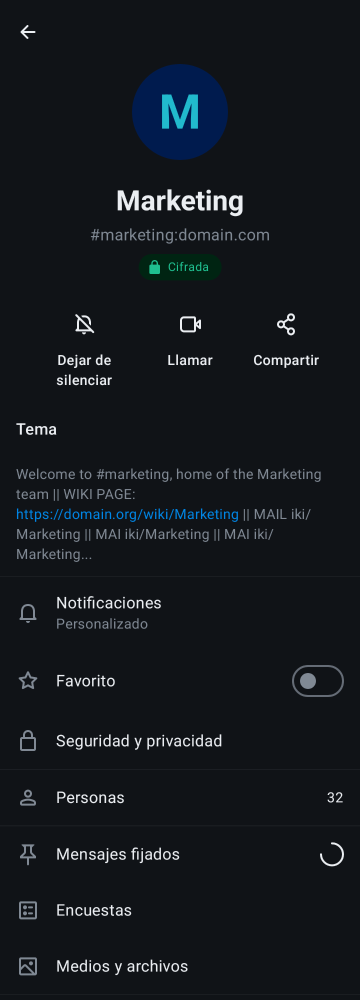 M
Marketing
#marketing:domain.com
Cifrada
Dejar de
silenciar
Llamar
Compartir
Tema
Welcome to #marketing, home of the Marketing
team || WIKI PAGE:
https://domain.org/wiki/Marketing || MAIL iki/
Marketing || MAI iki/Marketing || MAI iki/
Marketing...
Notificaciones
Personalizado
Favorito
Seguridad y privacidad
Personas 32
Mensajes fijados
Encuestas
Medios y archivos